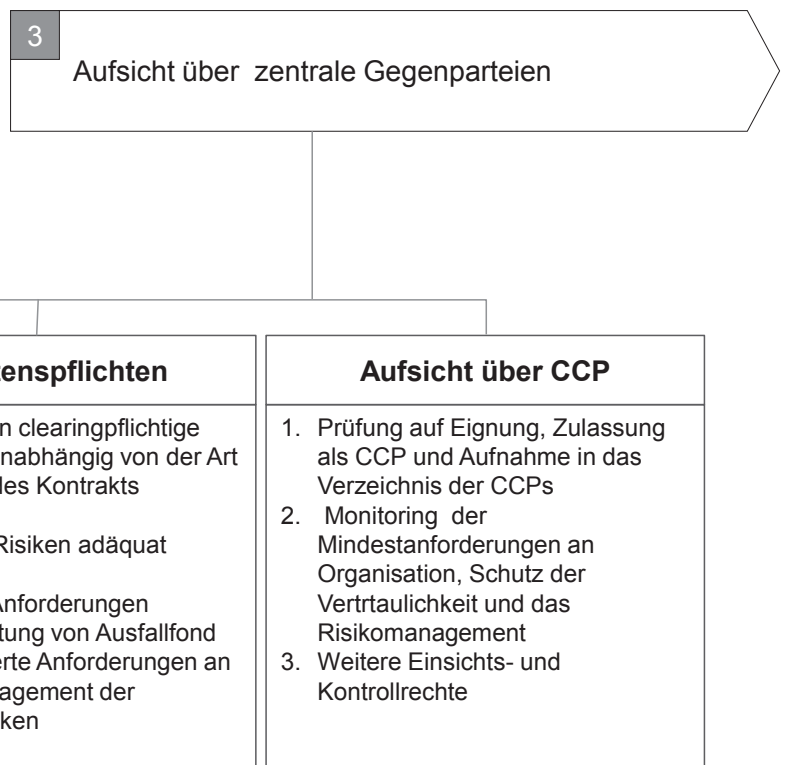 3
Aufsicht über zentrale Gegenparteien
tenspflichten
n clearingpflichtige
nabhängig von der Art
des Kontrakts
Risiken adäquat
Anforderungen
tung von Ausfallfond
erte Anforderungen an
agement der
ken
Aufsicht über CCP
1. Prüfung auf Eignung, Zulassung
als CCP und Aufnahme in das
Verzeichnis der CCPs
2. Monitoring der
Mindestanforderungen an
Organisation, Schutz der
Vertrtaulichkeit und das
Risikomanagement
3. Weitere Einsichts- und
Kontrollrechte